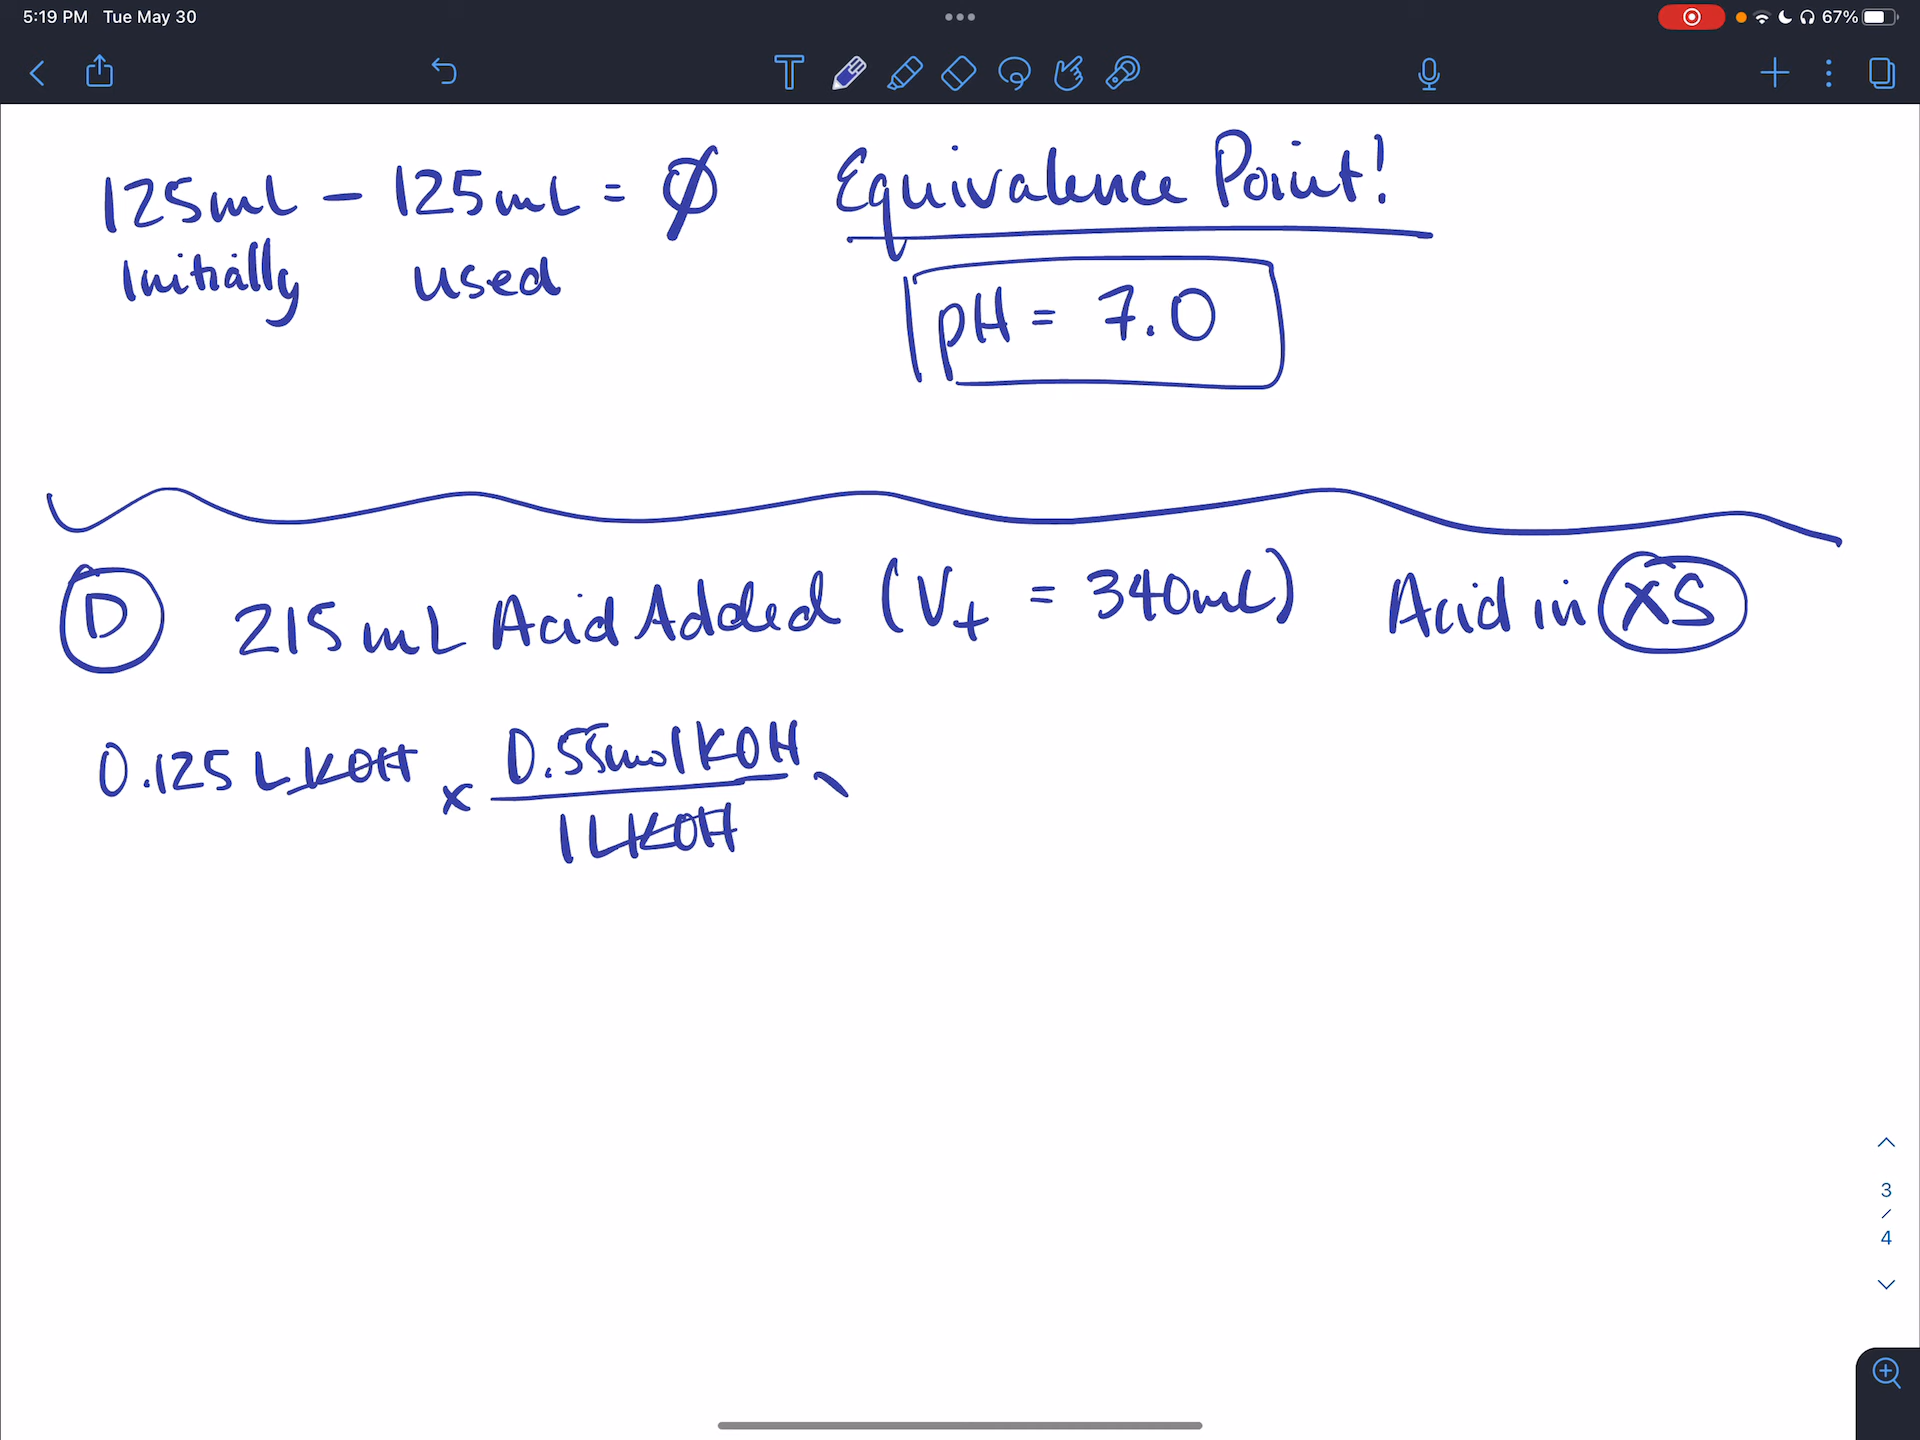 5:19 PM Tue May 30
67%
125mL – 125mL = ∅ Equivalence Point!
Initially used
pH = 7.0
D 215mL Acid Added (Vt = 340mL) Acid in XS
0.125 L KOH x 0.55mol KOH
1L KOH
3
/
4